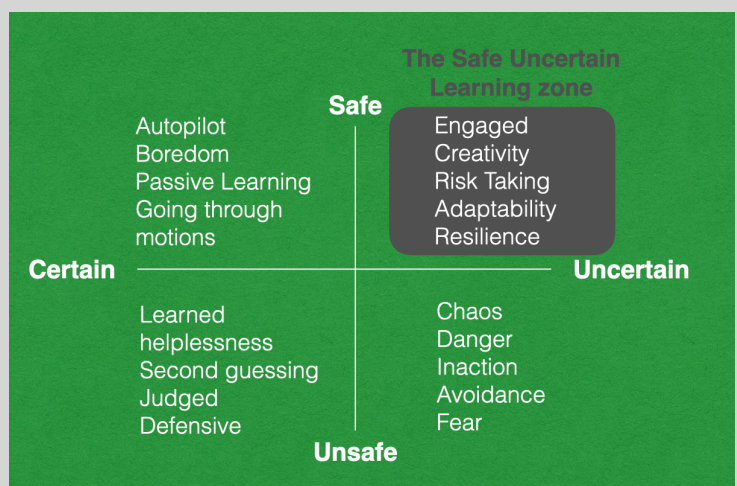 The Safe Uncertain
Learning zone
Safe
Autopilot
Boredom
Passive Learning
Going through
motions
Engaged
Creativity
Risk Taking
Adaptability
Resilience
Certain
Uncertain
Learned
helplessness
Second guessing
Judged
Defensive
Chaos
Danger
Inaction
Avoidance
Fear
Unsafe